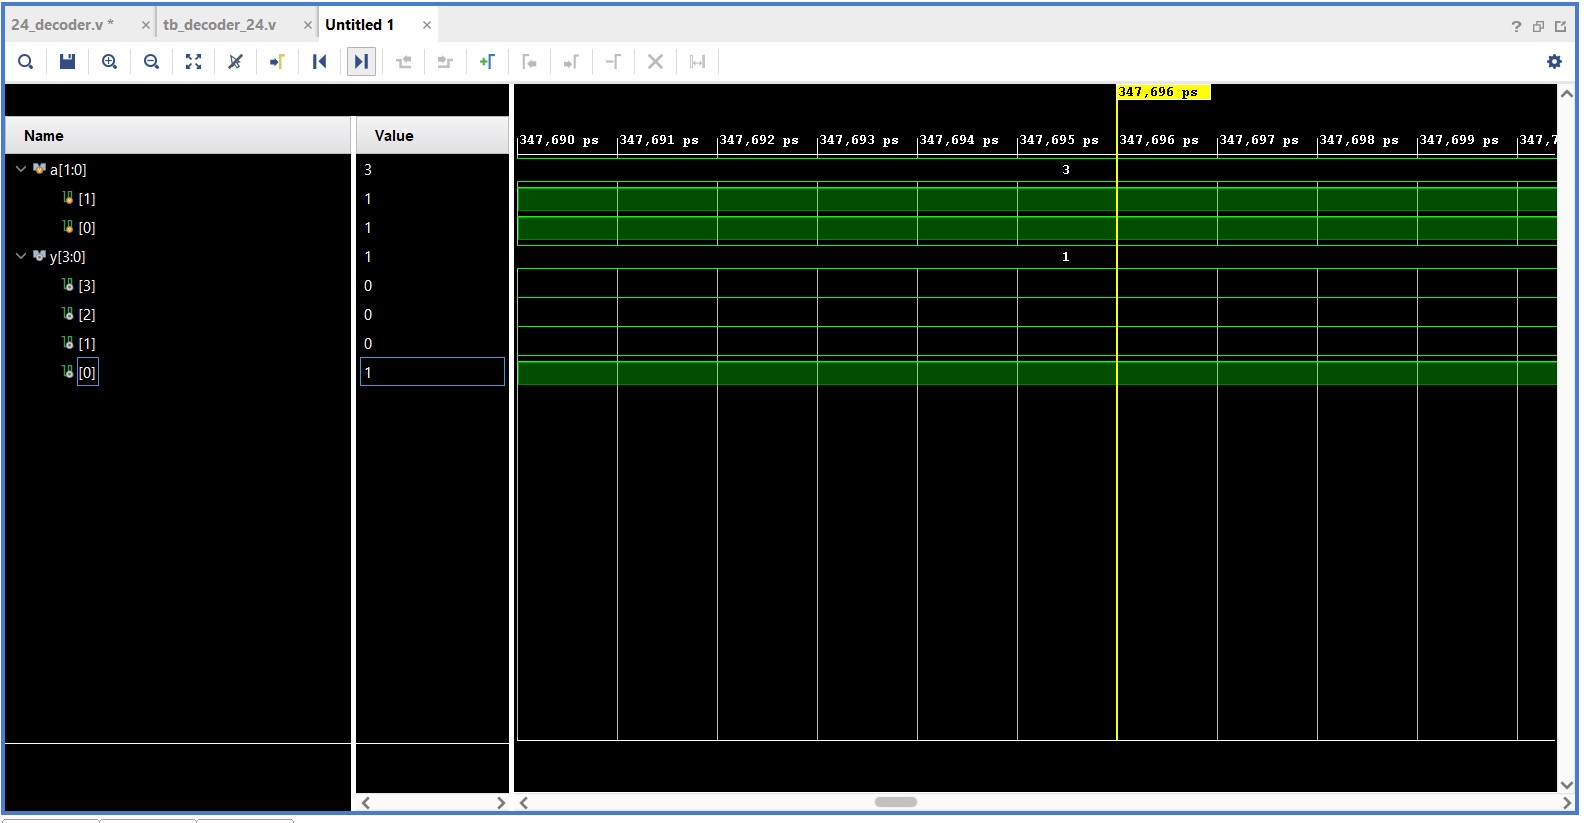 24_decoder.v * × tb_decoder_24.v × Untitled 1 ×
?
347,696 ps
Name Value
347,690 ps 347,691 ps 347,692 ps 347,693 ps 347,694 ps 347,695 ps 347,696 ps 347,697 ps 347,698 ps 347,699 ps 347,7
a[1:0] 3 3
[1] 1
[0] 1
y[3:0] 1 1
[3] 0
[2] 0
[1] 0
[0] 1